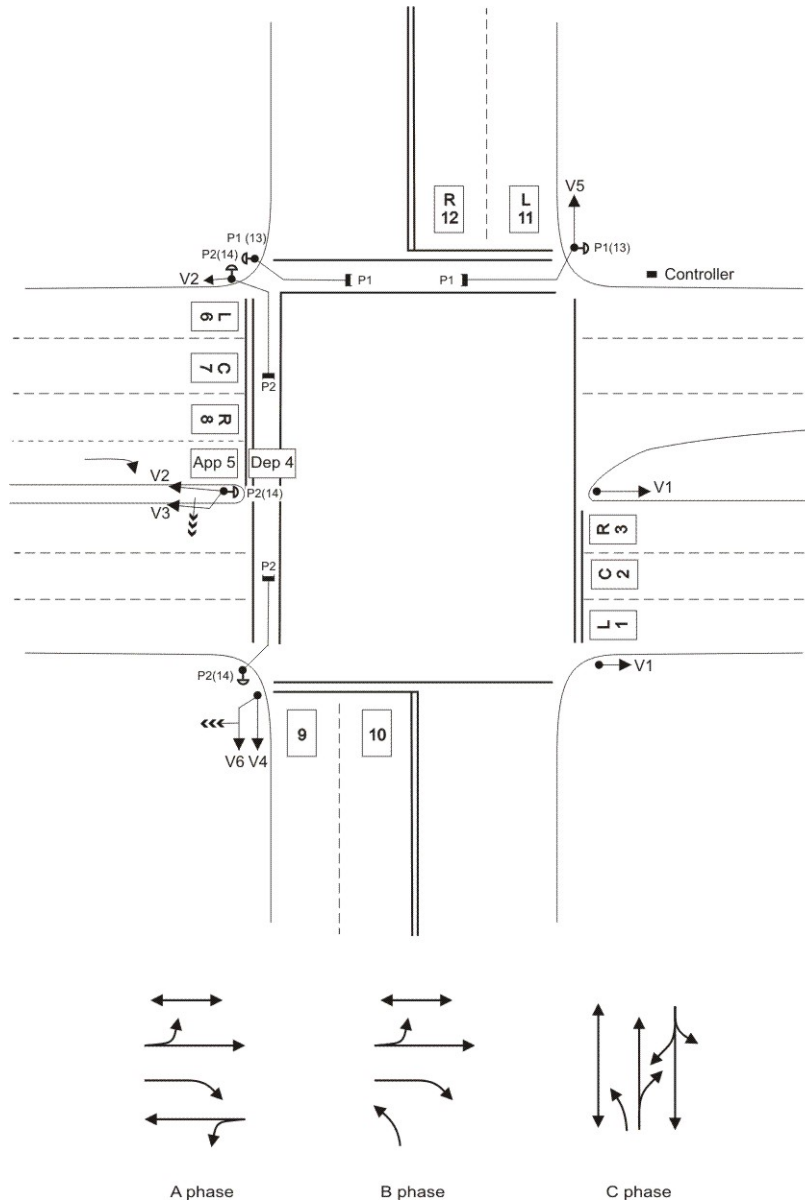 R
12
L
11
V5
P1 (13)
P2(14)
P1(13)
V2
P1
P1
Controller
L
6
C
7
P2
R
8
App 5
Dep 4
V2
P2(14)
V1
V3
R
3
P2
C
2
L
1
V1
P2(14)
9
10
V6 V4
A phase
B phase
C phase